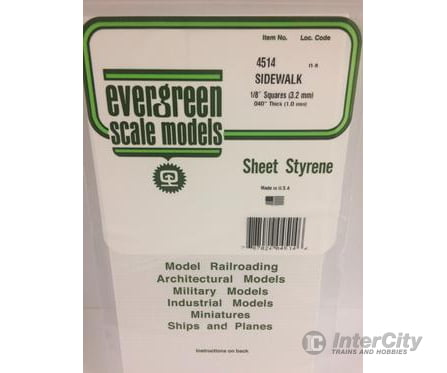 Item No. Loc. Code
4514
SIDEWALK
1/8" Squares (3.2 mm)
.040" Thick (1.0 mm)
evergreen
scale models
Sheet Styrene
Made in U.S.A
Model Railroading
Architectural Models
Military Models
Industrial Models
Miniatures
Ships and Planes
Instructions on back
InterCity
TRAINS AND HOBBIES